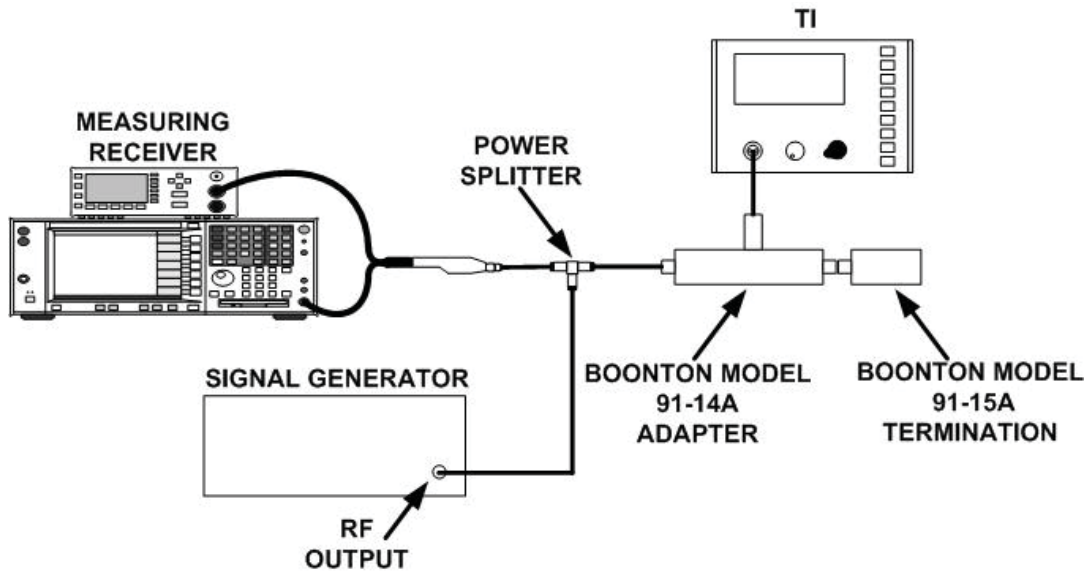 TI
MEASURING
RECEIVER
POWER
SPLITTER
SIGNAL GENERATOR
BOONTON MODEL
91-14A
ADAPTER
BOONTON MODEL
91-15A
TERMINATION
RF
OUTPUT